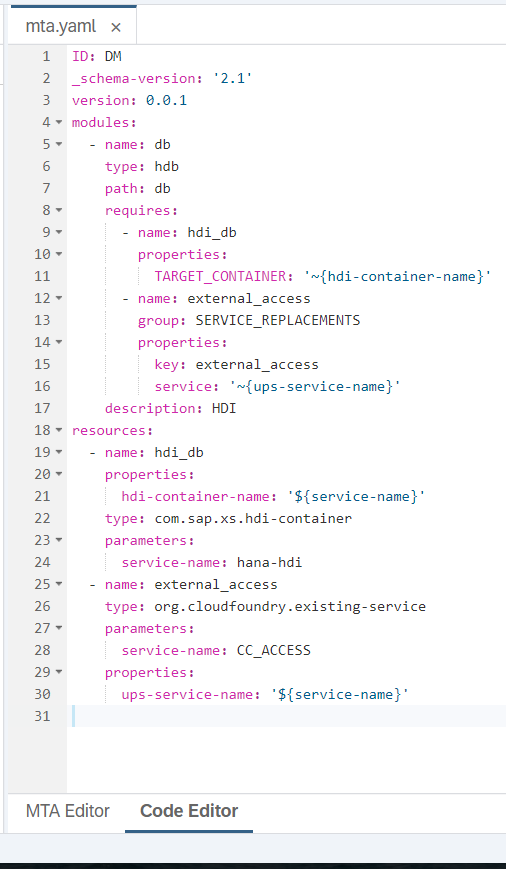 mta.yaml ×
1 ID: DM
2 _schema-version: '2.1'
3 version: 0.0.1
4 modules:
5   - name: db
6     type: hdb
7     path: db
8     requires:
9       - name: hdi_db
10         properties:
11           TARGET_CONTAINER: '~{hdi-container-name}'
12       - name: external_access
13         group: SERVICE_REPLACEMENTS
14         properties:
15           key: external_access
16           service: '~{ups-service-name}'
17     description: HDI
18 resources:
19   - name: hdi_db
20     properties:
21       hdi-container-name: '${service-name}'
22     type: com.sap.xs.hdi-container
23     parameters:
24       service-name: hana-hdi
25   - name: external_access
26     type: org.cloudfoundry.existing-service
27     parameters:
28       service-name: CC_ACCESS
29     properties:
30       ups-service-name: '${service-name}'
31
MTA Editor Code Editor